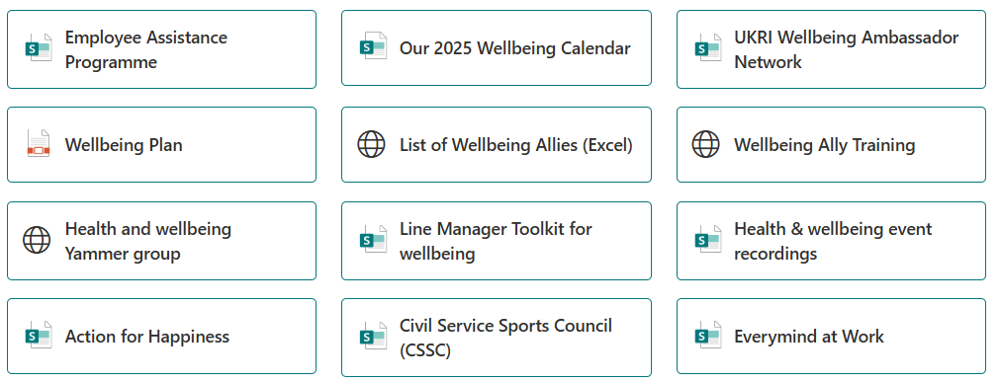 Employee Assistance
Programme
Our 2025 Wellbeing Calendar
UKRI Wellbeing Ambassador
Network
Wellbeing Plan
List of Wellbeing Allies (Excel)
Wellbeing Ally Training
Health and wellbeing
Yammer group
Line Manager Toolkit for
wellbeing
Health & wellbeing event
recordings
Action for Happiness
Civil Service Sports Council
(CSSC)
Everymind at Work